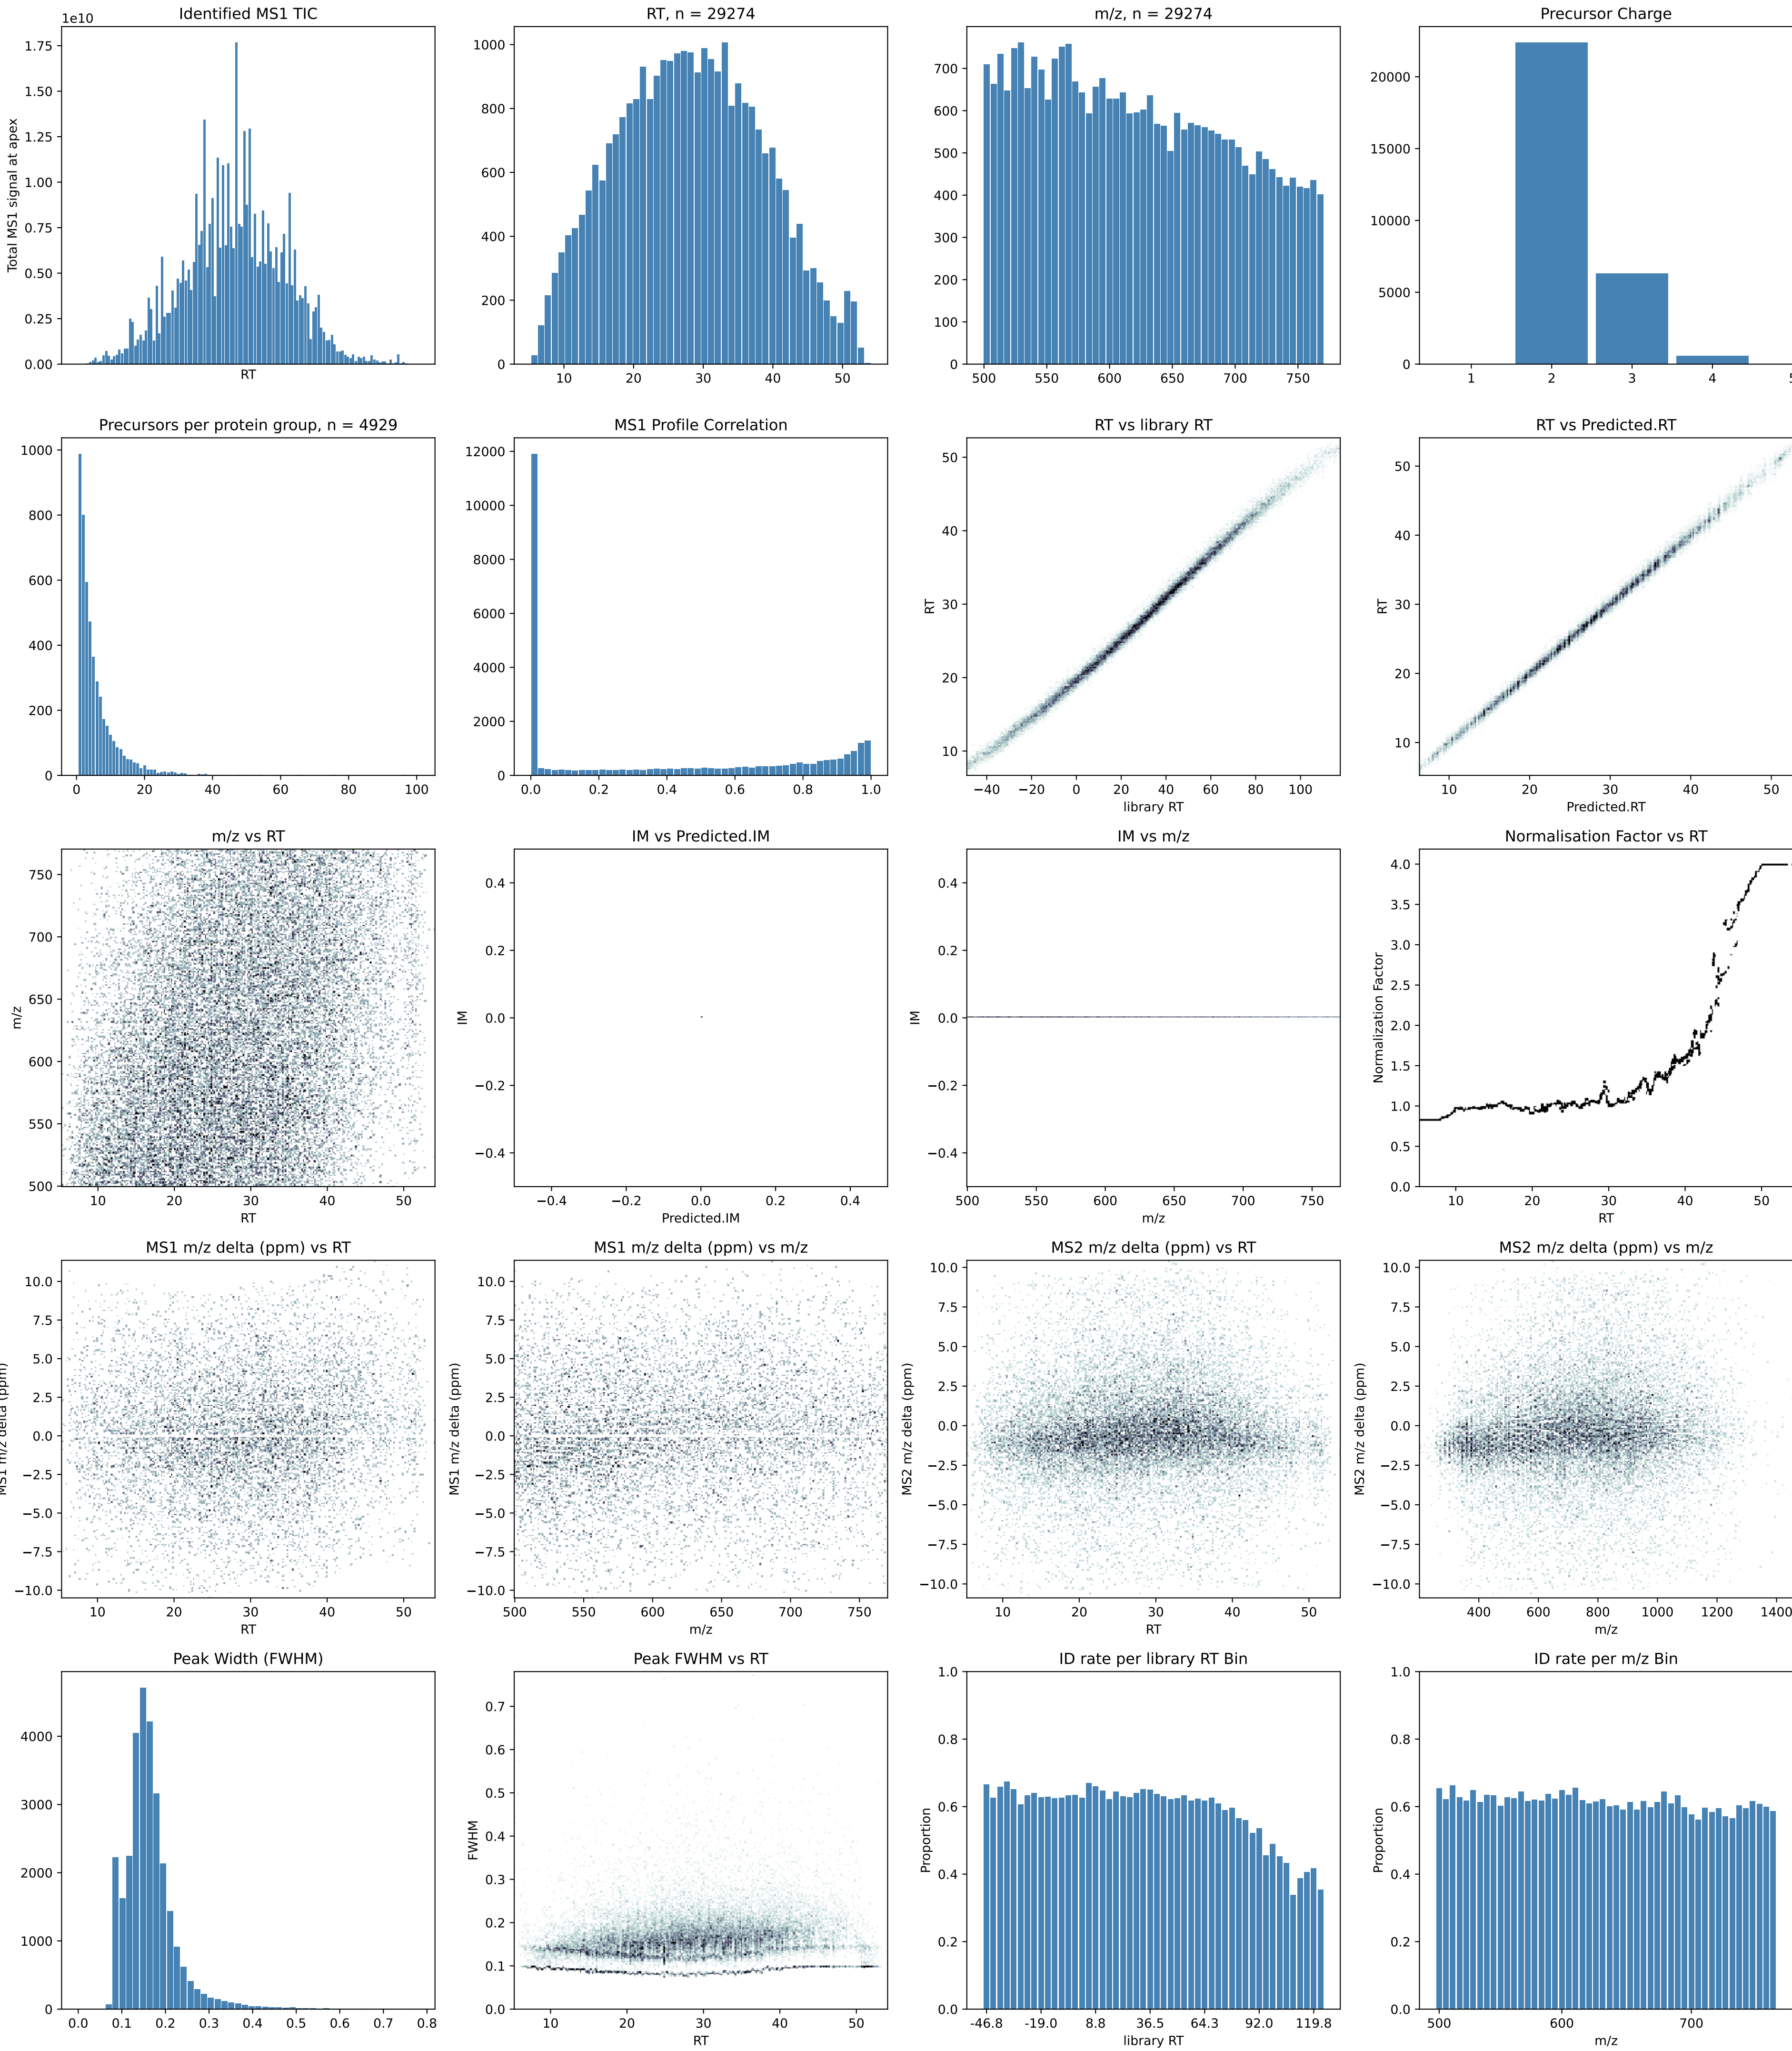 Identified MS1 TIC
1e10
Total MS1 signal at apex
1.75
1.50
1.25
1.00
0.75
0.50
0.25
0.00
RT
RT, n = 29274
1000
800
600
400
200
0
10 20 30 40 50
m/z, n = 29274
700
600
500
400
300
200
100
0
500 550 600 650 700 750
Precursor Charge
20000
15000
10000
5000
0
1 2 3 4 5
Precursors per protein group, n = 4929
1000
800
600
400
200
0
0 20 40 60 80 100
MS1 Profile Correlation
12000
10000
8000
6000
4000
2000
0
0.0 0.2 0.4 0.6 0.8 1.0
RT vs library RT
RT
50
40
30
20
10
−40 −20 0 20 40 60 80 100
library RT
RT vs Predicted.RT
RT
50
40
30
20
10
10 20 30 40 50
Predicted.RT
m/z vs RT
m/z
750
700
650
600
550
500
10 20 30 40 50
RT
IM vs Predicted.IM
IM
0.4
0.2
0.0
−0.2
−0.4
−0.4 −0.2 0.0 0.2 0.4
Predicted.IM
IM vs m/z
IM
0.4
0.2
0.0
−0.2
−0.4
500 550 600 650 700 750
m/z
Normalisation Factor vs RT
Normalization Factor
4.0
3.5
3.0
2.5
2.0
1.5
1.0
0.5
0.0
10 20 30 40 50
RT
MS1 m/z delta (ppm) vs RT
MS1 m/z delta (ppm)
10.0
7.5
5.0
2.5
0.0
−2.5
−5.0
−7.5
−10.0
10 20 30 40 50
RT
MS1 m/z delta (ppm) vs m/z
MS1 m/z delta (ppm)
10.0
7.5
5.0
2.5
0.0
−2.5
−5.0
−7.5
−10.0
500 550 600 650 700 750
m/z
MS2 m/z delta (ppm) vs RT
MS2 m/z delta (ppm)
10.0
7.5
5.0
2.5
0.0
−2.5
−5.0
−7.5
−10.0
10 20 30 40 50
RT
MS2 m/z delta (ppm) vs m/z
MS2 m/z delta (ppm)
10.0
7.5
5.0
2.5
0.0
−2.5
−5.0
−7.5
−10.0
400 600 800 1000 1200 1400
m/z
Peak Width (FWHM)
4000
3000
2000
1000
0
0.0 0.1 0.2 0.3 0.4 0.5 0.6 0.7 0.8
Peak FWHM vs RT
FWHM
0.7
0.6
0.5
0.4
0.3
0.2
0.1
0.0
10 20 30 40 50
RT
ID rate per library RT Bin
Proportion
1.0
0.8
0.6
0.4
0.2
0.0
-46.8 -19.0 8.8 36.5 64.3 92.0 119.8
library RT
ID rate per m/z Bin
Proportion
1.0
0.8
0.6
0.4
0.2
0.0
500 600 700
m/z